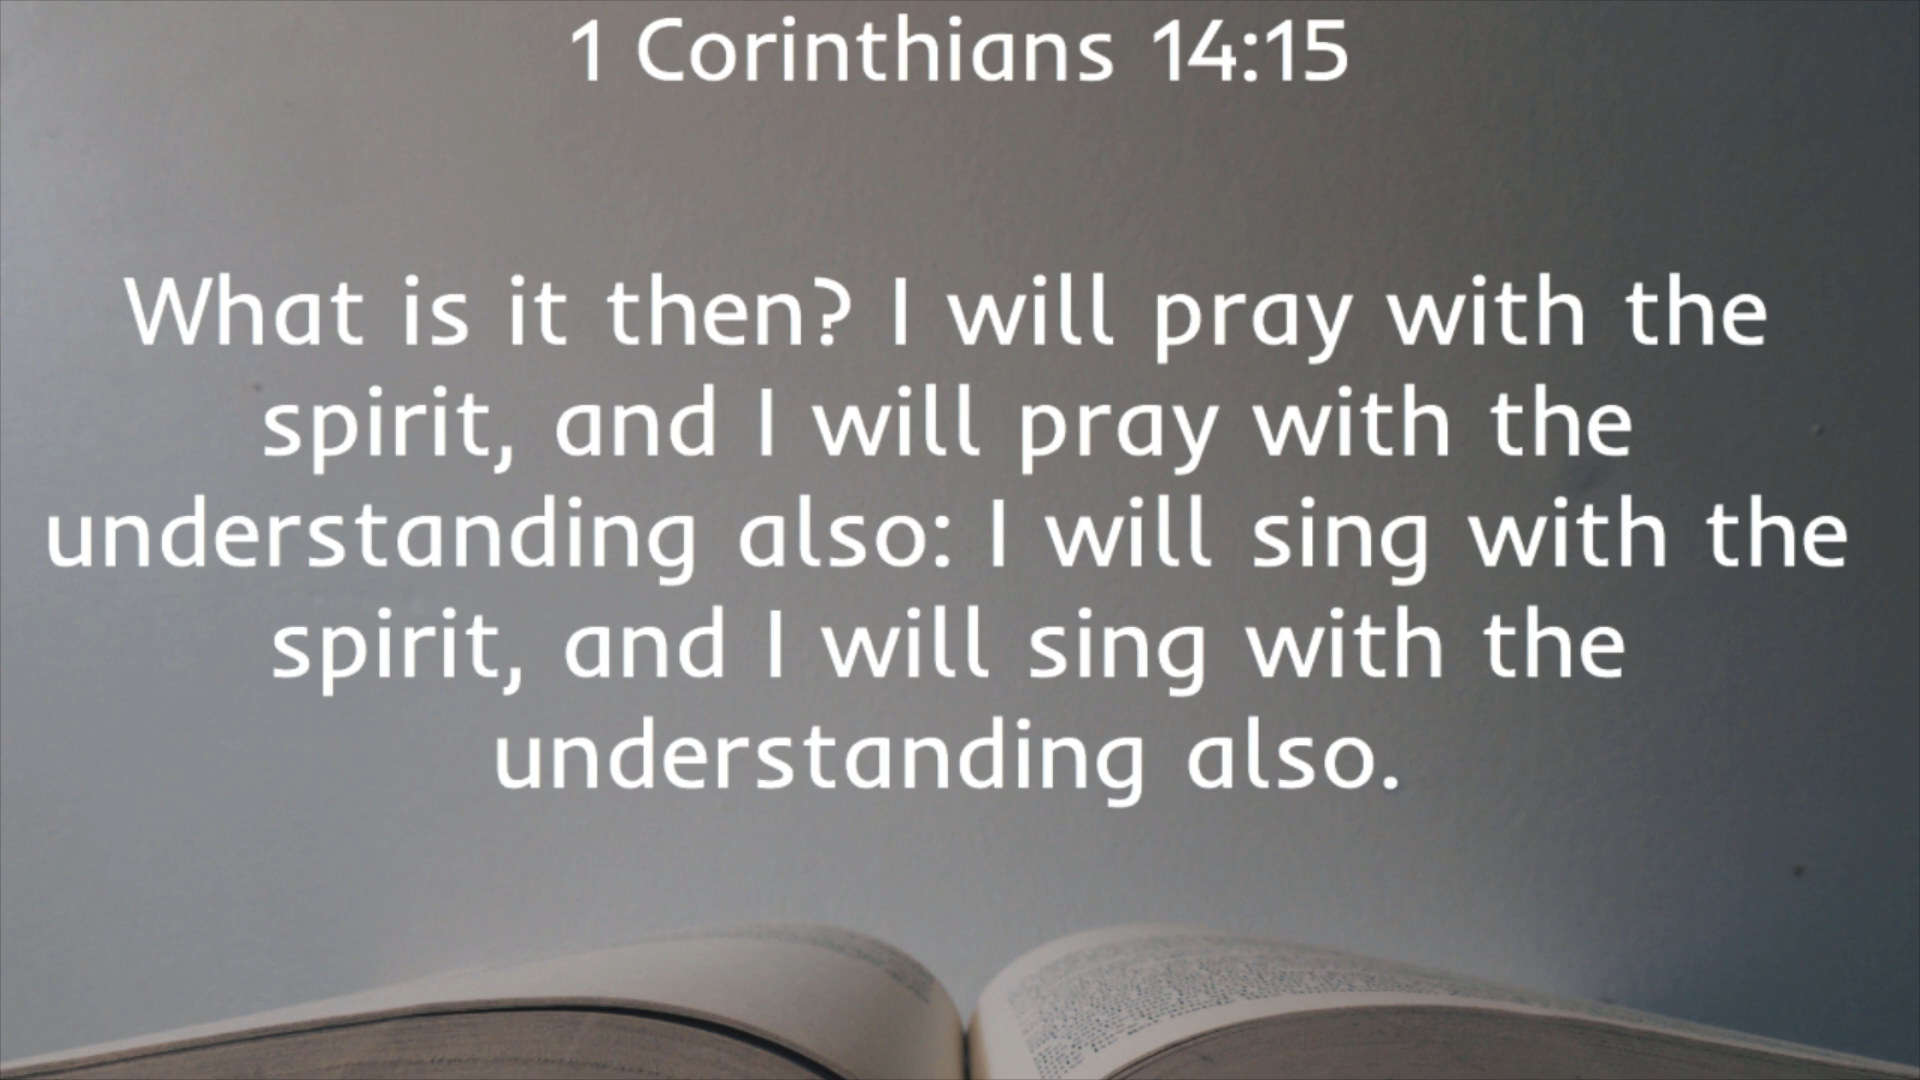 1 Corinthians 14:15
What is it then? I will pray with the
spirit, and I will pray with the
understanding also: I will sing with the
spirit, and I will sing with the
understanding also.